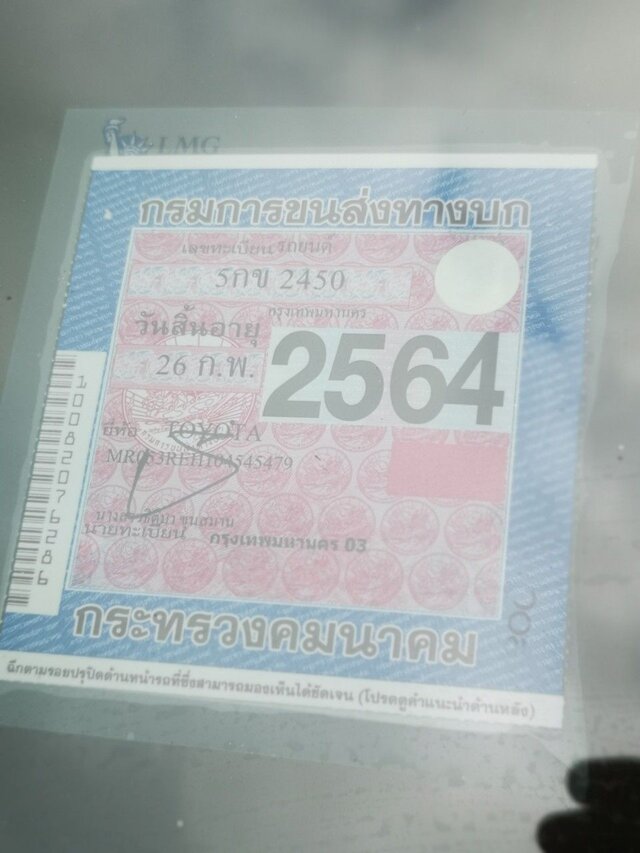 LMG
กรมการขนส่งทางบก
เลขทะเบียน รถยนต์
5กข 2450
กรุงเทพมหานคร
วันสิ้นอายุ
26 ก.พ. 2564
ยี่ห้อ TOYOTA
นายทะเบียน กรุงเทพมหานคร 03
100820776286
กระทรวงคมนาคม
ฉีกตามรอยปรุปิดด้านหน้ารถที่ซึ่งสามารถมองเห็นได้ชัดเจน (โปรดดูคำแนะนำด้านหลัง)